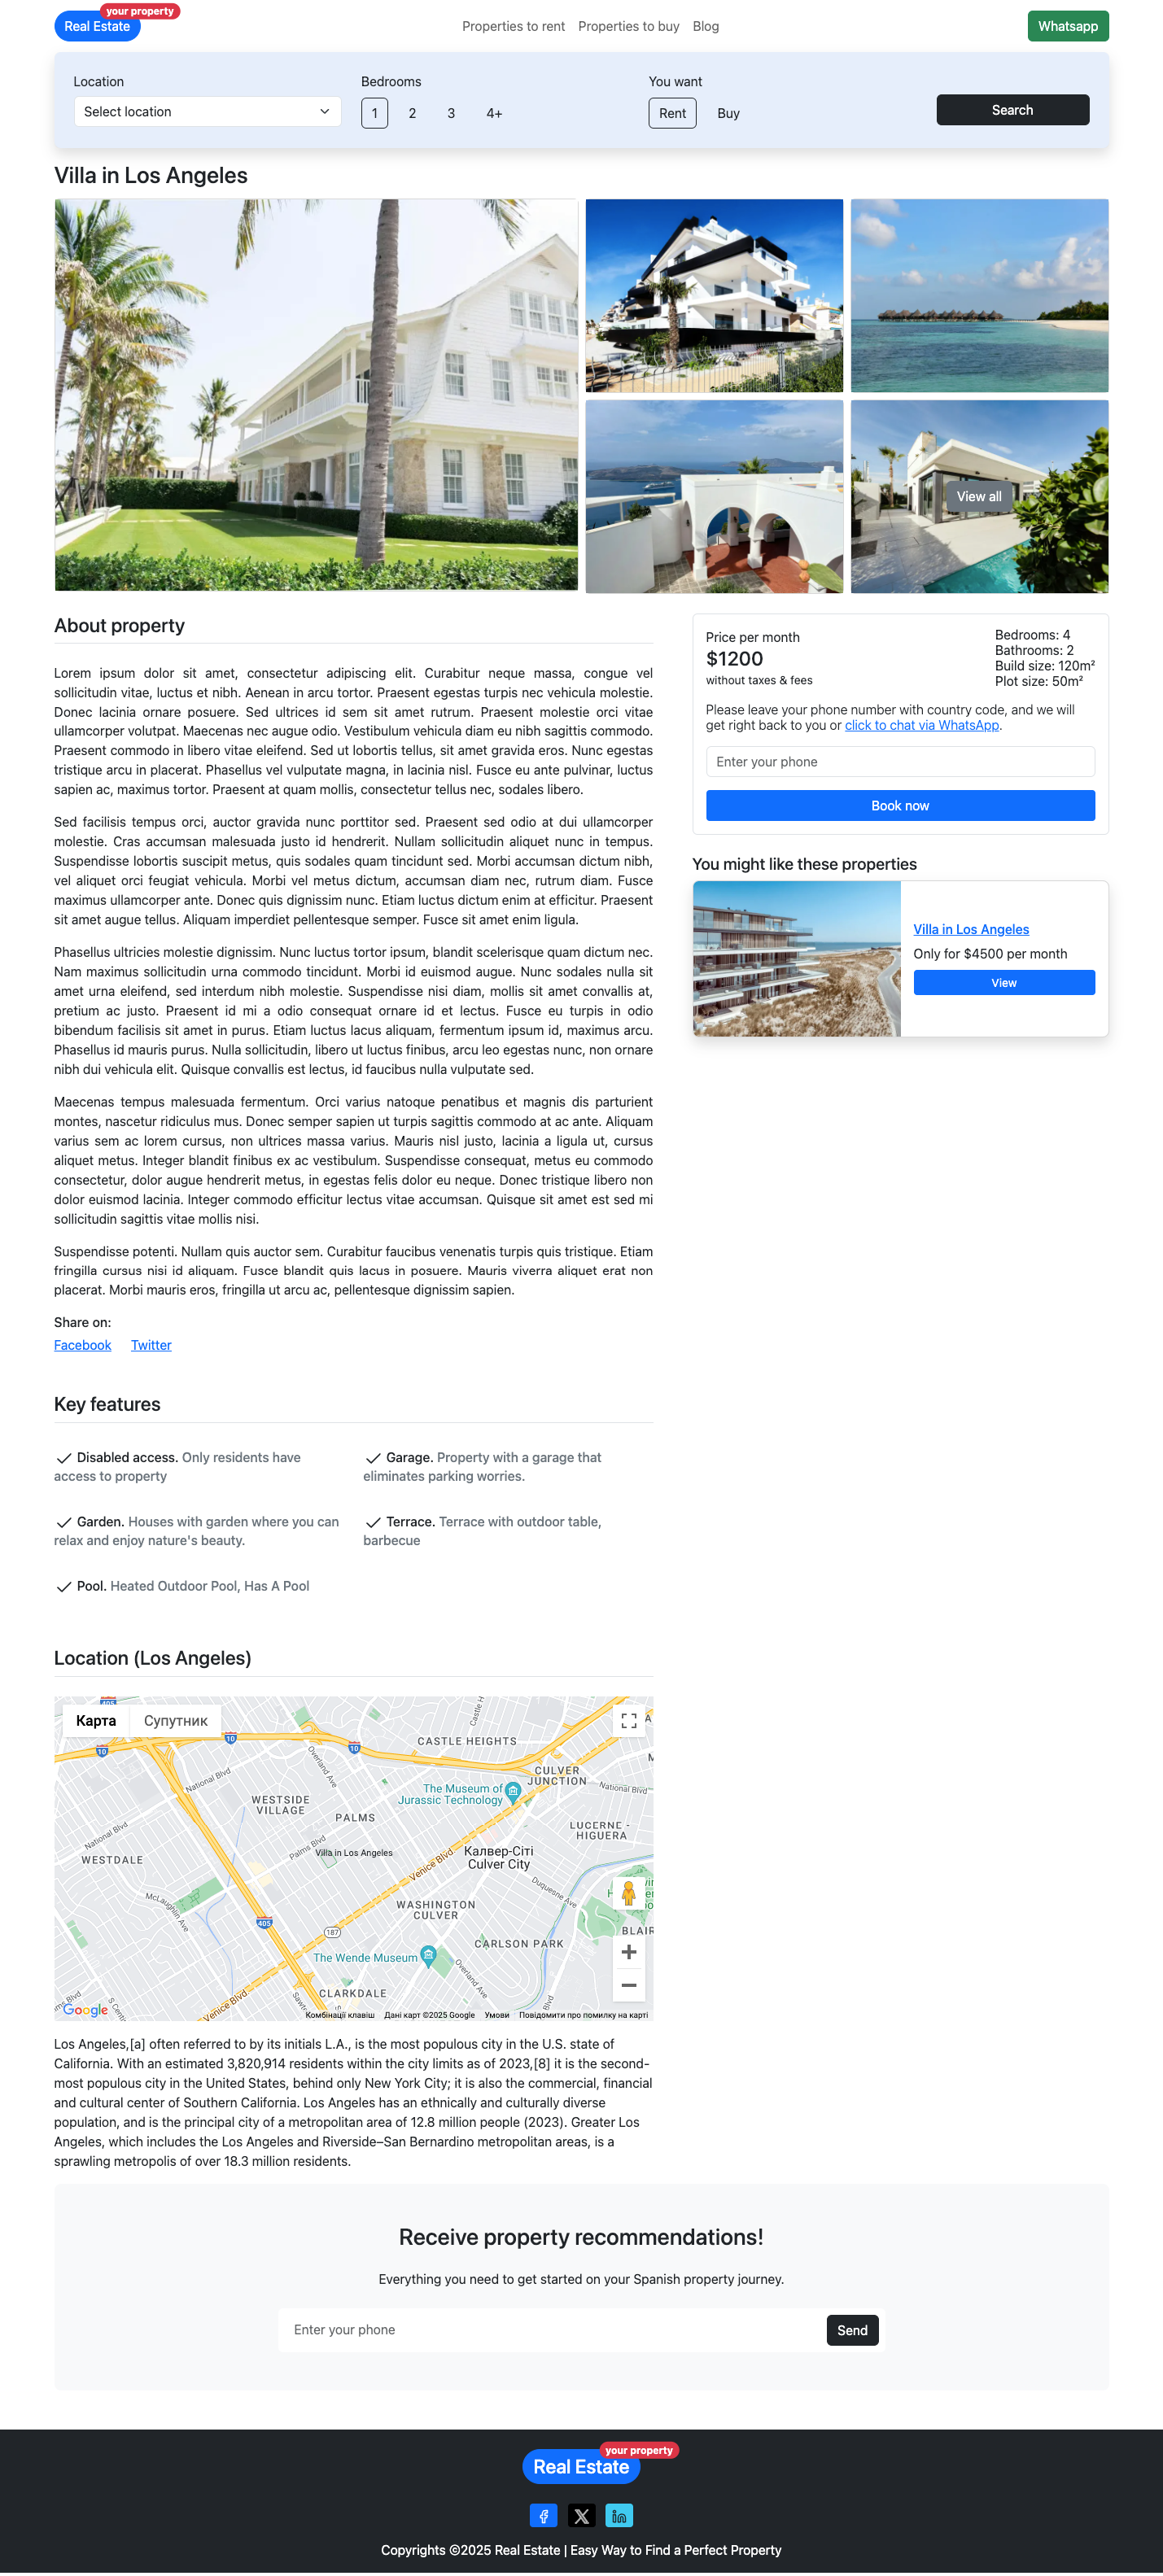 Real Estate
your property
Properties to rent
Properties to buy
Blog
Whatsapp
Location
Bedrooms
You want
Select location
1
2
3
4+
Rent
Buy
Search
Villa in Los Angeles
View all
About property
Lorem ipsum dolor sit amet, consectetur adipiscing elit. Curabitur neque massa, congue vel
sollicitudin vitae, luctus et nibh. Aenean in arcu tortor. Praesent egestas turpis nec vehicula molestie.
Donec lacinia ornare posuere. Sed ultrices id sem sit amet rutrum. Praesent molestie orci vitae
ullamcorper volutpat. Maecenas nec augue odio. Vestibulum vehicula diam eu nibh sagittis commodo.
Praesent commodo in libero vitae eleifend. Sed ut lobortis tellus, sit amet gravida eros. Nunc egestas
tristique arcu in placerat. Phasellus vel vulputate magna, in lacinia nisl. Fusce eu ante pulvinar, luctus
sapien ac, maximus tortor. Praesent at quam mollis, consectetur tellus nec, sodales libero.
Sed facilisis tempus orci, auctor gravida nunc porttitor sed. Praesent sed odio at dui ullamcorper
molestie. Cras accumsan malesuada justo id hendrerit. Nullam sollicitudin aliquet nunc in tempus.
Suspendisse lobortis suscipit metus, quis sodales quam tincidunt sed. Morbi accumsan dictum nibh,
vel aliquet orci feugiat vehicula. Morbi vel metus dictum, accumsan diam nec, rutrum diam. Fusce
maximus ullamcorper ante. Donec quis dignissim nunc. Etiam luctus dictum enim at efficitur. Praesent
sit amet augue tellus. Aliquam imperdiet pellentesque semper. Fusce sit amet enim ligula.
Phasellus ultricies molestie dignissim. Nunc luctus tortor ipsum, blandit scelerisque quam dictum nec.
Nam maximus sollicitudin urna commodo tincidunt. Morbi id euismod augue. Nunc sodales nulla sit
amet urna eleifend, sed interdum nibh molestie. Suspendisse nisi diam, mollis sit amet convallis at,
pretium ac justo. Praesent id mi a odio consequat ornare id et lectus. Fusce eu turpis in odio
bibendum facilisis sit amet in purus. Etiam luctus lacus aliquam, fermentum ipsum id, maximus arcu.
Phasellus id mauris purus. Nulla sollicitudin, libero ut luctus finibus, arcu leo egestas nunc, non ornare
nibh dui vehicula elit. Quisque convallis est lectus, id faucibus nulla vulputate sed.
Maecenas tempus malesuada fermentum. Orci varius natoque penatibus et magnis dis parturient
montes, nascetur ridiculus mus. Donec semper sapien ut turpis sagittis commodo at ac ante. Aliquam
varius sem ac lorem cursus, non ultrices massa varius. Mauris nisl justo, lacinia a ligula ut, cursus
aliquet metus. Integer blandit finibus ex ac vestibulum. Suspendisse consequat, metus eu commodo
consectetur, dolor augue hendrerit metus, in egestas felis dolor eu neque. Donec tristique libero non
dolor euismod lacinia. Integer commodo efficitur lectus vitae accumsan. Quisque sit amet est sed mi
sollicitudin sagittis vitae mollis nisi.
Suspendisse potenti. Nullam quis auctor sem. Curabitur faucibus venenatis turpis quis tristique. Etiam
fringilla cursus nisi id aliquam. Fusce blandit quis lacus in posuere. Mauris viverra aliquet erat non
placerat. Morbi mauris eros, fringilla ut arcu ac, pellentesque dignissim sapien.
Share on:
Facebook
Twitter
Price per month
$1200
without taxes & fees
Bedrooms: 4
Bathrooms: 2
Build size: 120m²
Plot size: 50m²
Please leave your phone number with country code, and we will
get right back to you or click to chat via WhatsApp.
Enter your phone
Book now
You might like these properties
Villa in Los Angeles
Only for $4500 per month
View
Key features
Disabled access. Only residents have
access to property
Garage. Property with a garage that
eliminates parking worries.
Garden. Houses with garden where you can
relax and enjoy nature's beauty.
Terrace. Terrace with outdoor table,
barbecue
Pool. Heated Outdoor Pool, Has A Pool
Location (Los Angeles)
Карта
Супутник
405
10
10
10
Castle H
CASTLE HEIGHTS
Overland Ave
National Blvd
CULVER
JUNCTION
National Blvd
The Museum of
Jurassic Technology
WESTSIDE
VILLAGE
PALMS
LUCERNE -
HIGUERA
National Blvd
Palms Blvd
Villa in Los Angeles
Venice Blvd
Калвер-Сіті
Culver City
WESTDALE
McLaughlin Ave
Duquesne Ave
WASHINGTON
CULVER
405
187
BLAIR
CARLSON PARK
The Wende Museum
Overland Ave
CLARKDALE
Venice Blvd
Google
Комбінації клавіш
Дані карт ©2025 Google
Умови
Повідомити про помилку на карті
Los Angeles,[a] often referred to by its initials L.A., is the most populous city in the U.S. state of
California. With an estimated 3,820,914 residents within the city limits as of 2023,[8] it is the second-
most populous city in the United States, behind only New York City; it is also the commercial, financial
and cultural center of Southern California. Los Angeles has an ethnically and culturally diverse
population, and is the principal city of a metropolitan area of 12.8 million people (2023). Greater Los
Angeles, which includes the Los Angeles and Riverside–San Bernardino metropolitan areas, is a
sprawling metropolis of over 18.3 million residents.
Receive property recommendations!
Everything you need to get started on your Spanish property journey.
Enter your phone
Send
Real Estate
your property
Copyrights ©2025 Real Estate | Easy Way to Find a Perfect Property